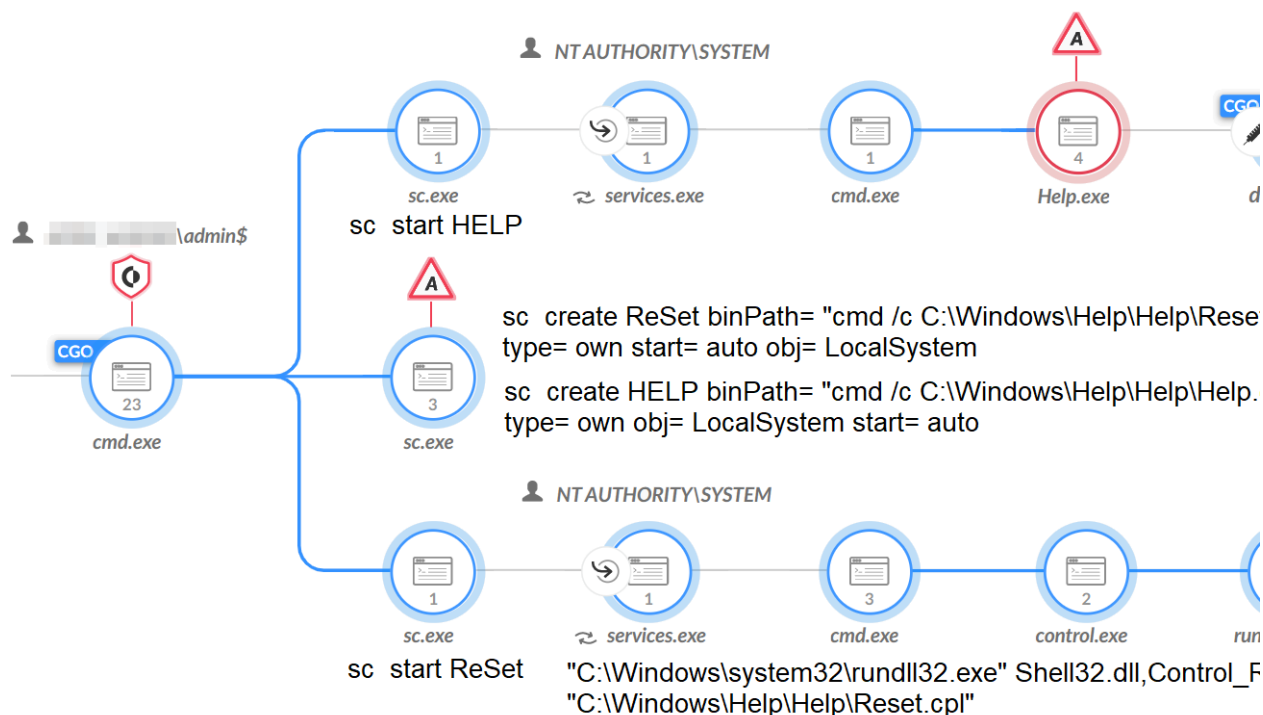 NT AUTHORITY\SYSTEM
A
CGO
1
1
1
4
sc.exe
services.exe
cmd.exe
Help.exe
d
sc start HELP
\admin$
A
sc create ReSet binPath= "cmd /c C:\Windows\Help\Help\Reset
type= own start= auto obj= LocalSystem
CGO
sc create HELP binPath= "cmd /c C:\Windows\Help\Help\Help.
type= own obj= LocalSystem start= auto
23
3
cmd.exe
sc.exe
NT AUTHORITY\SYSTEM
1
1
3
2
sc.exe
services.exe
cmd.exe
control.exe
run
sc start ReSet
"C:\Windows\system32\rundll32.exe" Shell32.dll,Control_R
"C:\Windows\Help\Help\Reset.cpl"